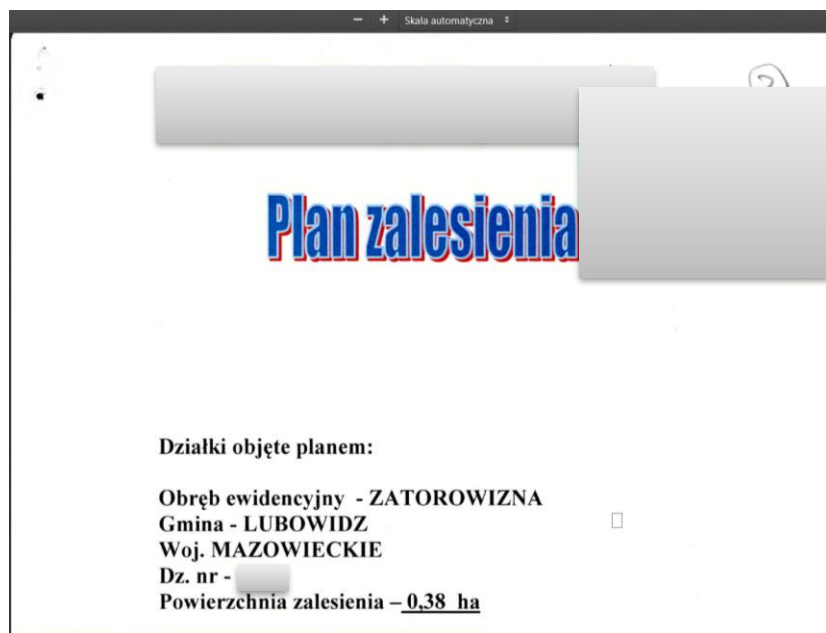 Skala automatyczna
2
Plan zalesienia
Działki objęte planem:
Obręb ewidencyjny - ZATOROWIZNA
Gmina - LUBOWIDZ
Woj. MAZOWIECKIE
Dz. nr -
Powierzchnia zalesienia – 0,38 ha